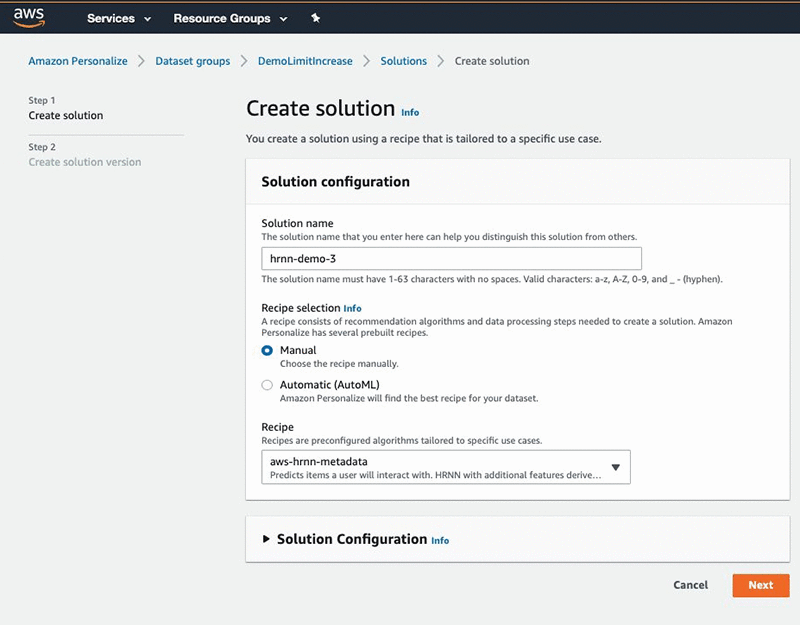 aws Services Resource Groups
Amazon Personalize Dataset groups DemoLimitIncrease Solutions Create solution
Step 1
Create solution
Step 2
Create solution version
Create solution Info
You create a solution using a recipe that is tailored to a specific use case.
Solution configuration
Solution name
The solution name that you enter here can help you distinguish this solution from others.
hrnn-demo-3
The solution name must have 1-63 characters with no spaces. Valid characters: a-z, A-Z, 0-9, and _ - (hyphen).
Recipe selection Info
A recipe consists of recommendation algorithms and data processing steps needed to create a solution. Amazon
Personalize has several prebuilt recipes.
Manual
Choose the recipe manually.
Automatic (AutoML)
Amazon Personalize will find the best recipe for your dataset.
Recipe
Recipes are preconfigured algorithms tailored to specific use cases.
aws-hrnn-metadata
Predicts items a user will interact with. HRNN with additional features derive...
Solution Configuration Info
Cancel Next